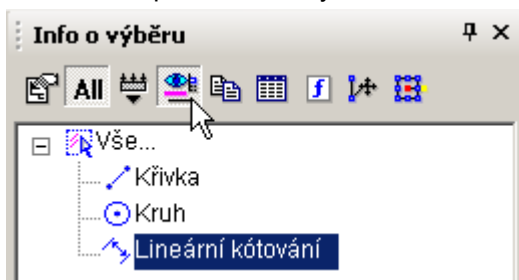 Info o výběru
All
f
Vše...
Křivka
Kruh
Lineární kótování